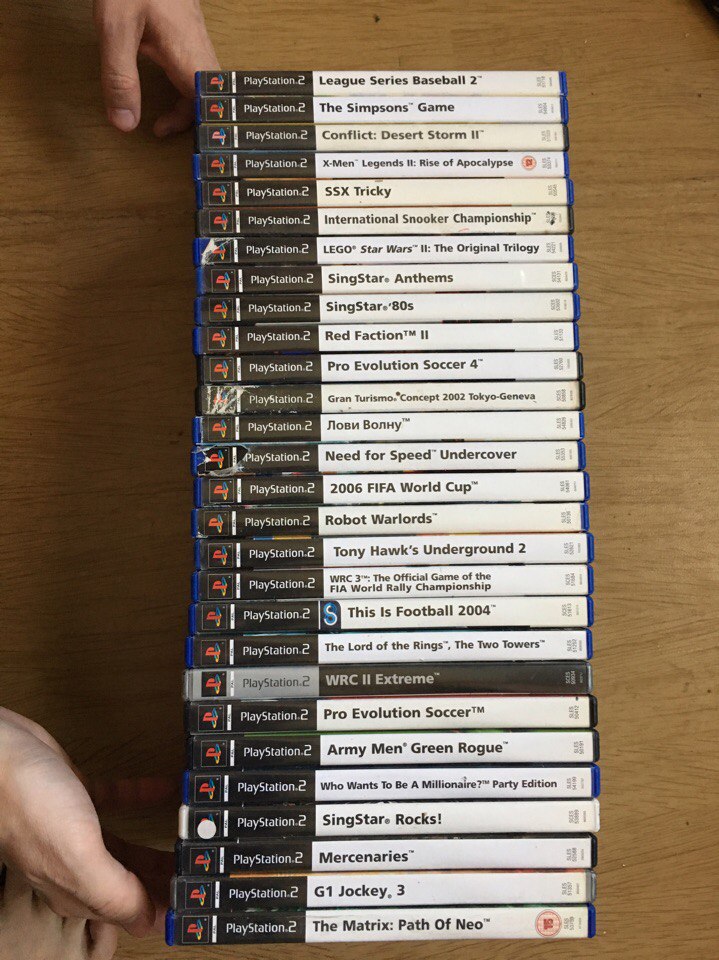 PlayStation.2 League Series Baseball 2™
PlayStation.2 The Simpsons™ Game
PlayStation.2 Conflict: Desert Storm II™
PlayStation.2 X-Men™ Legends II: Rise of Apocalypse 12
PlayStation.2 SSX Tricky
PlayStation.2 International Snooker Championship™
PlayStation.2 LEGO® Star Wars™ II: The Original Trilogy
PlayStation.2 SingStar® Anthems
PlayStation.2 SingStar®'80s
PlayStation.2 Red Faction™ II
PlayStation.2 Pro Evolution Soccer 4™
PlayStation.2 Gran Turismo® Concept 2002 Tokyo-Geneva
PlayStation.2 Лови Волну™
PlayStation.2 Need for Speed™ Undercover
PlayStation.2 2006 FIFA World Cup™
PlayStation.2 Robot Warlords™
PlayStation.2 Tony Hawk's Underground 2
PlayStation.2 WRC 3™: The Official Game of the
FIA World Rally Championship
PlayStation.2 This Is Football 2004™
PlayStation.2 The Lord of the Rings™, The Two Towers™
PlayStation.2 WRC II Extreme™
PlayStation.2 Pro Evolution Soccer™
PlayStation.2 Army Men® Green Rogue™
PlayStation.2 Who Wants To Be A Millionaire?™ Party Edition
PlayStation.2 SingStar® Rocks!
PlayStation.2 Mercenaries™
PlayStation.2 G1 Jockey® 3
PlayStation.2 The Matrix: Path Of Neo™ 15